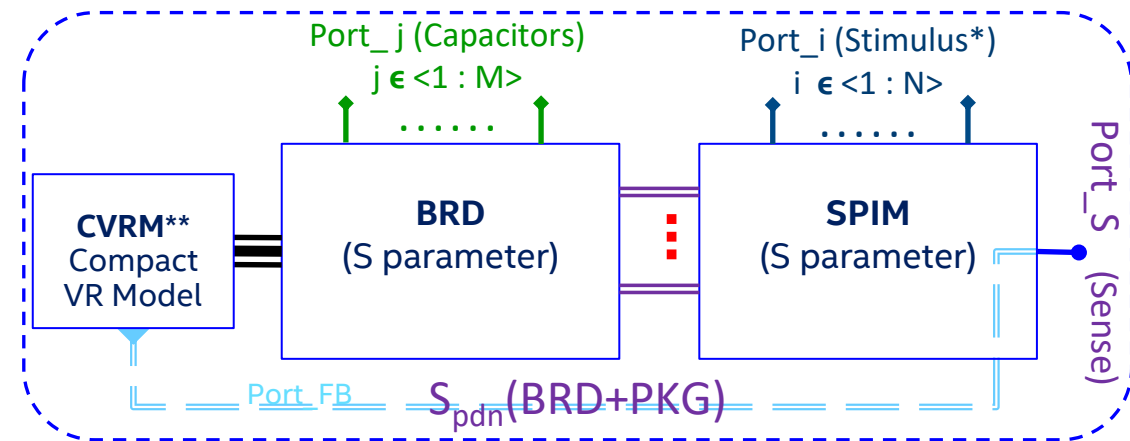 Port_ j (Capacitors)
j ϵ <1 : M>
......
Port_i (Stimulus*)
i ϵ <1 : N>
......
CVRM**
Compact
VR Model
BRD
(S parameter)
SPIM
(S parameter)
Port_S (Sense)
Port_FB
Spdn(BRD+PKG)